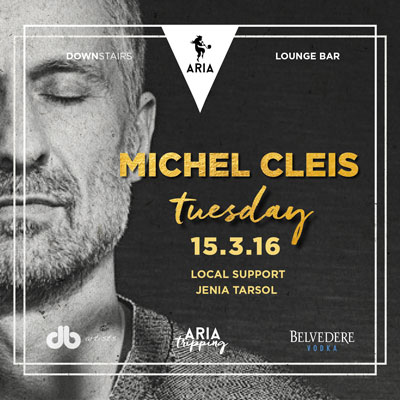 DOWNSTAIRS
LOUNGE BAR
ARIA
MICHEL CLEIS
tuesday
15.3.16
LOCAL SUPPORT
JENIA TARSOL
db artists
ARIA
tripping
BELVEDERE
VODKA